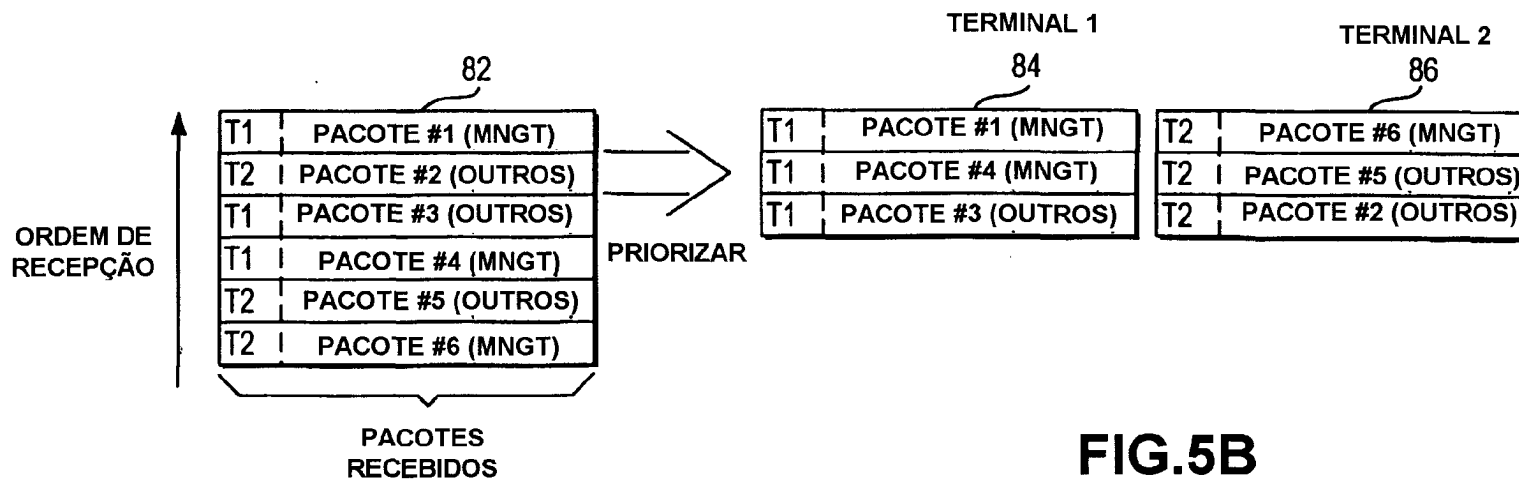 ORDEM DE
RECEPÇÃO
82
T1 PACOTE #1 (MNGT)
T2 PACOTE #2 (OUTROS)
T1 PACOTE #3 (OUTROS)
T1 PACOTE #4 (MNGT)
T2 PACOTE #5 (OUTROS)
T2 PACOTE #6 (MNGT)
PACOTES
RECEBIDOS
PRIORIZAR
TERMINAL 1
84
T1 PACOTE #1 (MNGT)
T1 PACOTE #4 (MNGT)
T1 PACOTE #3 (OUTROS)
TERMINAL 2
86
T2 PACOTE #6 (MNGT)
T2 PACOTE #5 (OUTROS)
T2 PACOTE #2 (OUTROS)
FIG.5B